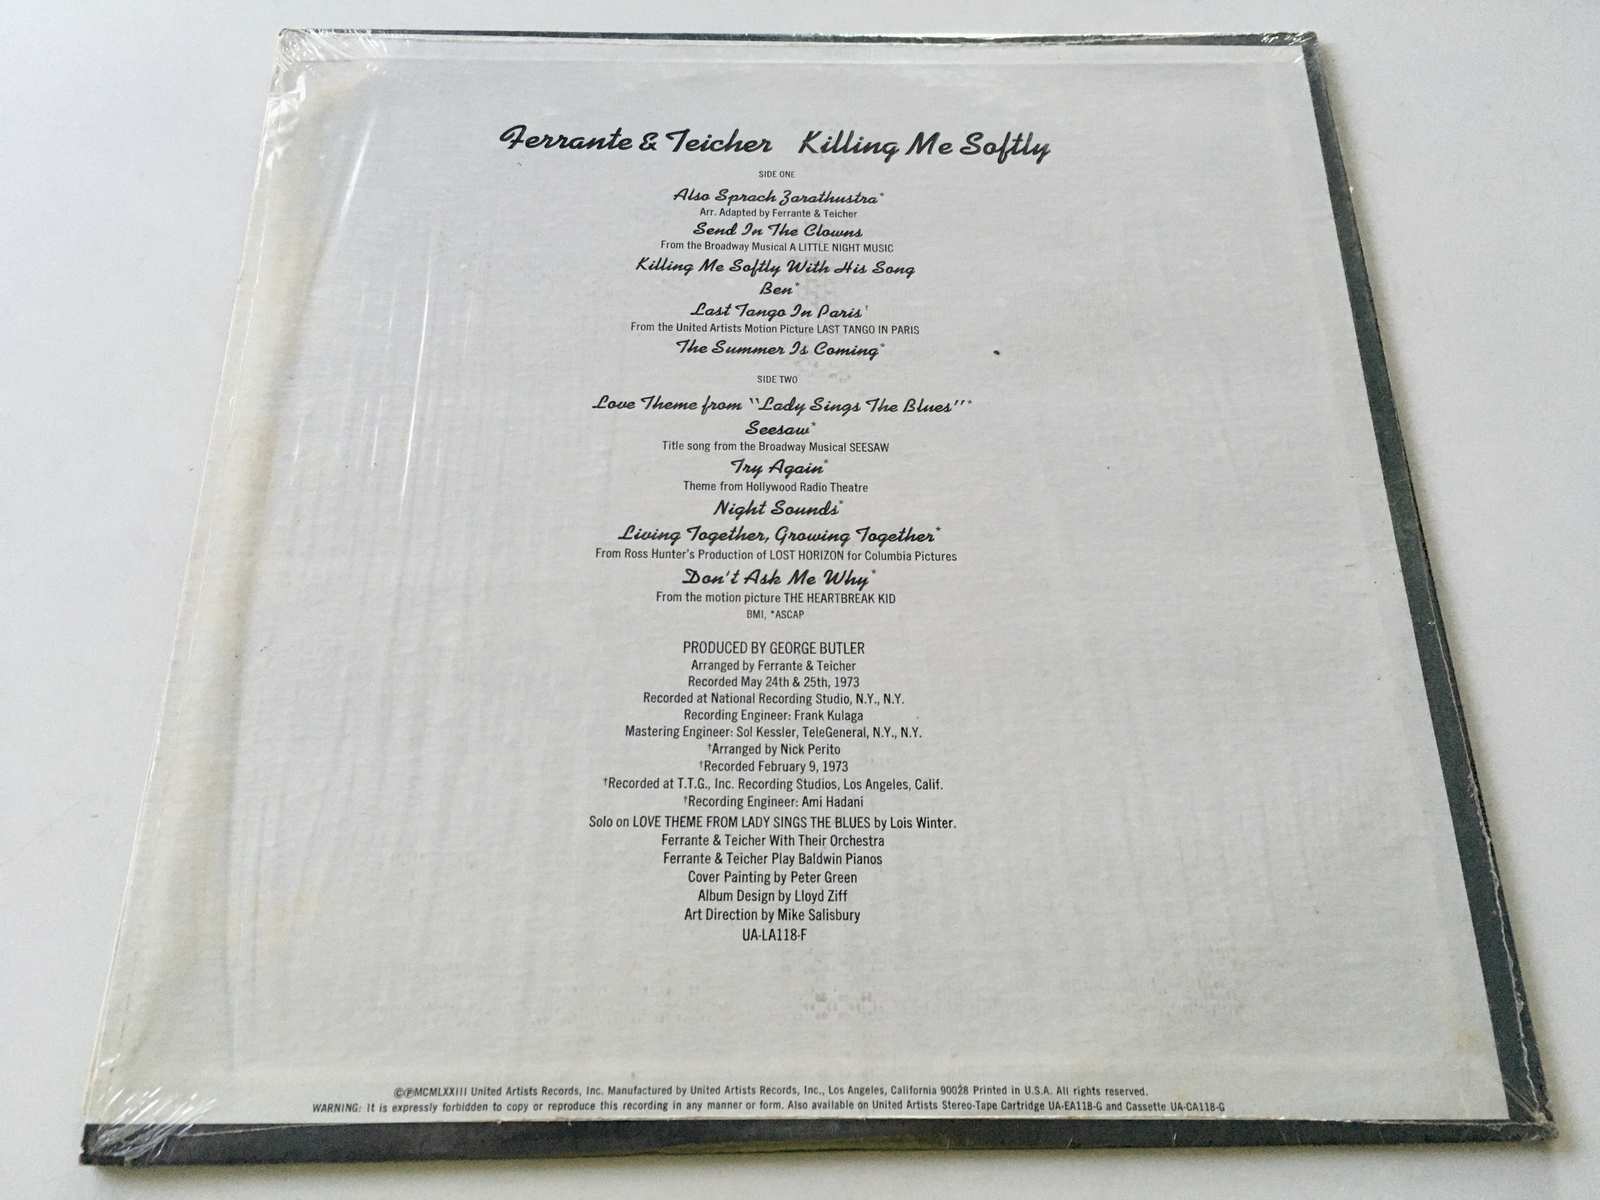 Ferrante & Teicher Killing Me Softly
SIDE ONE
Also Sprach Zarathustra*
Arr. Adapted by Ferrante & Teicher
Send In The Clowns
From the Broadway Musical A LITTLE NIGHT MUSIC
Killing Me Softly With His Song
Ben*
Last Tango In Paris†
From the United Artists Motion Picture LAST TANGO IN PARIS
The Summer Is Coming*
SIDE TWO
Love Theme from "Lady Sings The Blues"*
Seesaw*
Title song from the Broadway Musical SEESAW
Try Again*
Theme from Hollywood Radio Theatre
Night Sounds*
Living Together, Growing Together*
From Ross Hunter's Production of LOST HORIZON for Columbia Pictures
Don't Ask Me Why*
From the motion picture THE HEARTBREAK KID
BMI, *ASCAP
PRODUCED BY GEORGE BUTLER
Arranged by Ferrante & Teicher
Recorded May 24th & 25th, 1973
Recorded at National Recording Studio, N.Y., N.Y.
Recording Engineer: Frank Kulaga
Mastering Engineer: Sol Kessler, TeleGeneral, N.Y., N.Y.
†Arranged by Nick Perito
†Recorded February 9, 1973
†Recorded at T.T.G., Inc. Recording Studios, Los Angeles, Calif.
†Recording Engineer: Ami Hadani
Solo on LOVE THEME FROM LADY SINGS THE BLUES by Lois Winter.
Ferrante & Teicher With Their Orchestra
Ferrante & Teicher Play Baldwin Pianos
Cover Painting by Peter Green
Album Design by Lloyd Ziff
Art Direction by Mike Salisbury
UA-LA118-F
©℗MCMLXXIII United Artists Records, Inc. Manufactured by United Artists Records, Inc., Los Angeles, California 90028 Printed in U.S.A. All rights reserved.
WARNING: It is expressly forbidden to copy or reproduce this recording in any manner or form. Also available on United Artists Stereo-Tape Cartridge UA-EA118-G and Cassette UA-CA118-G